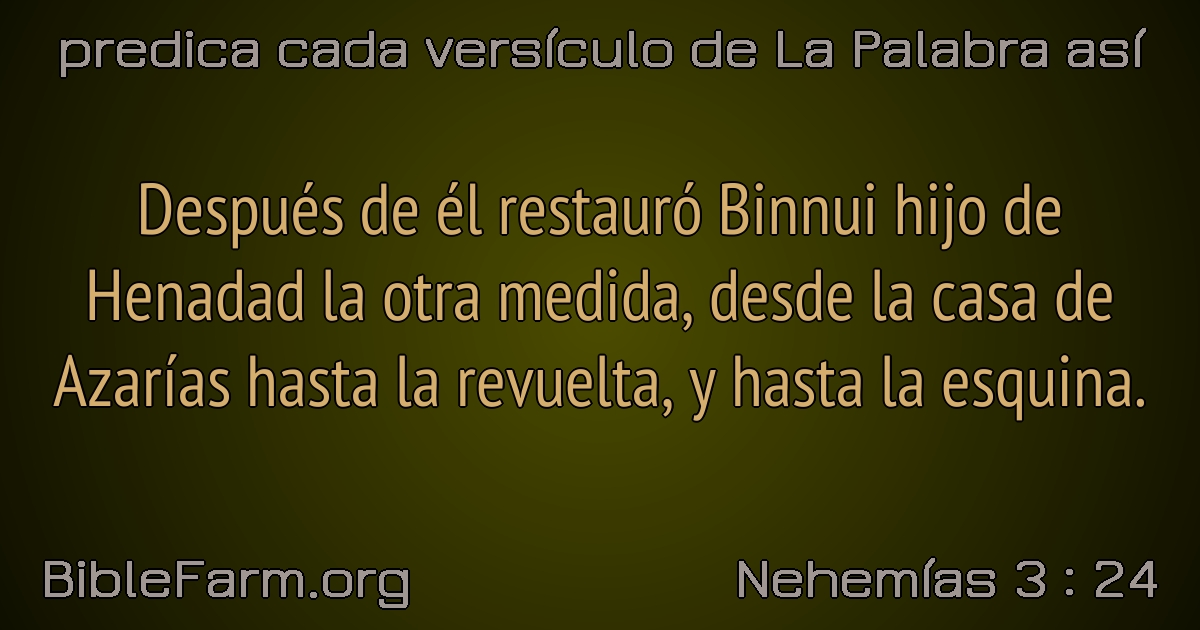 predica cada versículo de La Palabra así
Después de él restauró Binnui hijo de
Henadad la otra medida, desde la casa de
Azarías hasta la revuelta, y hasta la esquina.
BibleFarm.org
Nehemías 3 : 24